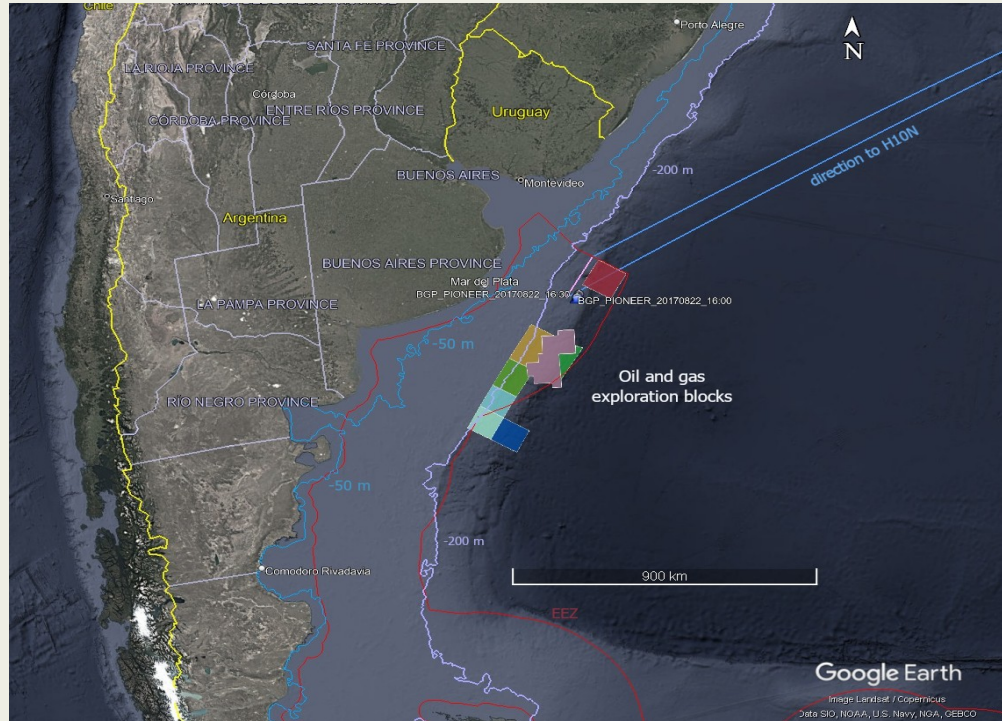 Chile
Porto Alegre
N
SANTA FE PROVINCE
LA RIOJA PROVINCE
Córdoba
ENTRE RÍOS PROVINCE
CÓRDOBA PROVINCE
Uruguay
-200 m
direction to H10N
BUENOS AIRES
Montevideo
Santiago
Argentina
BUENOS AIRES PROVINCE
Mar del Plata
BGP_PIONEER_20170822_16:30
BGP_PIONEER_20170822_16:00
LA PAMPA PROVINCE
-50 m
Oil and gas
exploration blocks
RÍO NEGRO PROVINCE
-50 m
-200 m
Comodoro Rivadavia
900 km
EEZ
Google Earth
Image Landsat / Copernicus
Data SIO, NOAA, U.S. Navy, NGA, GEBCO